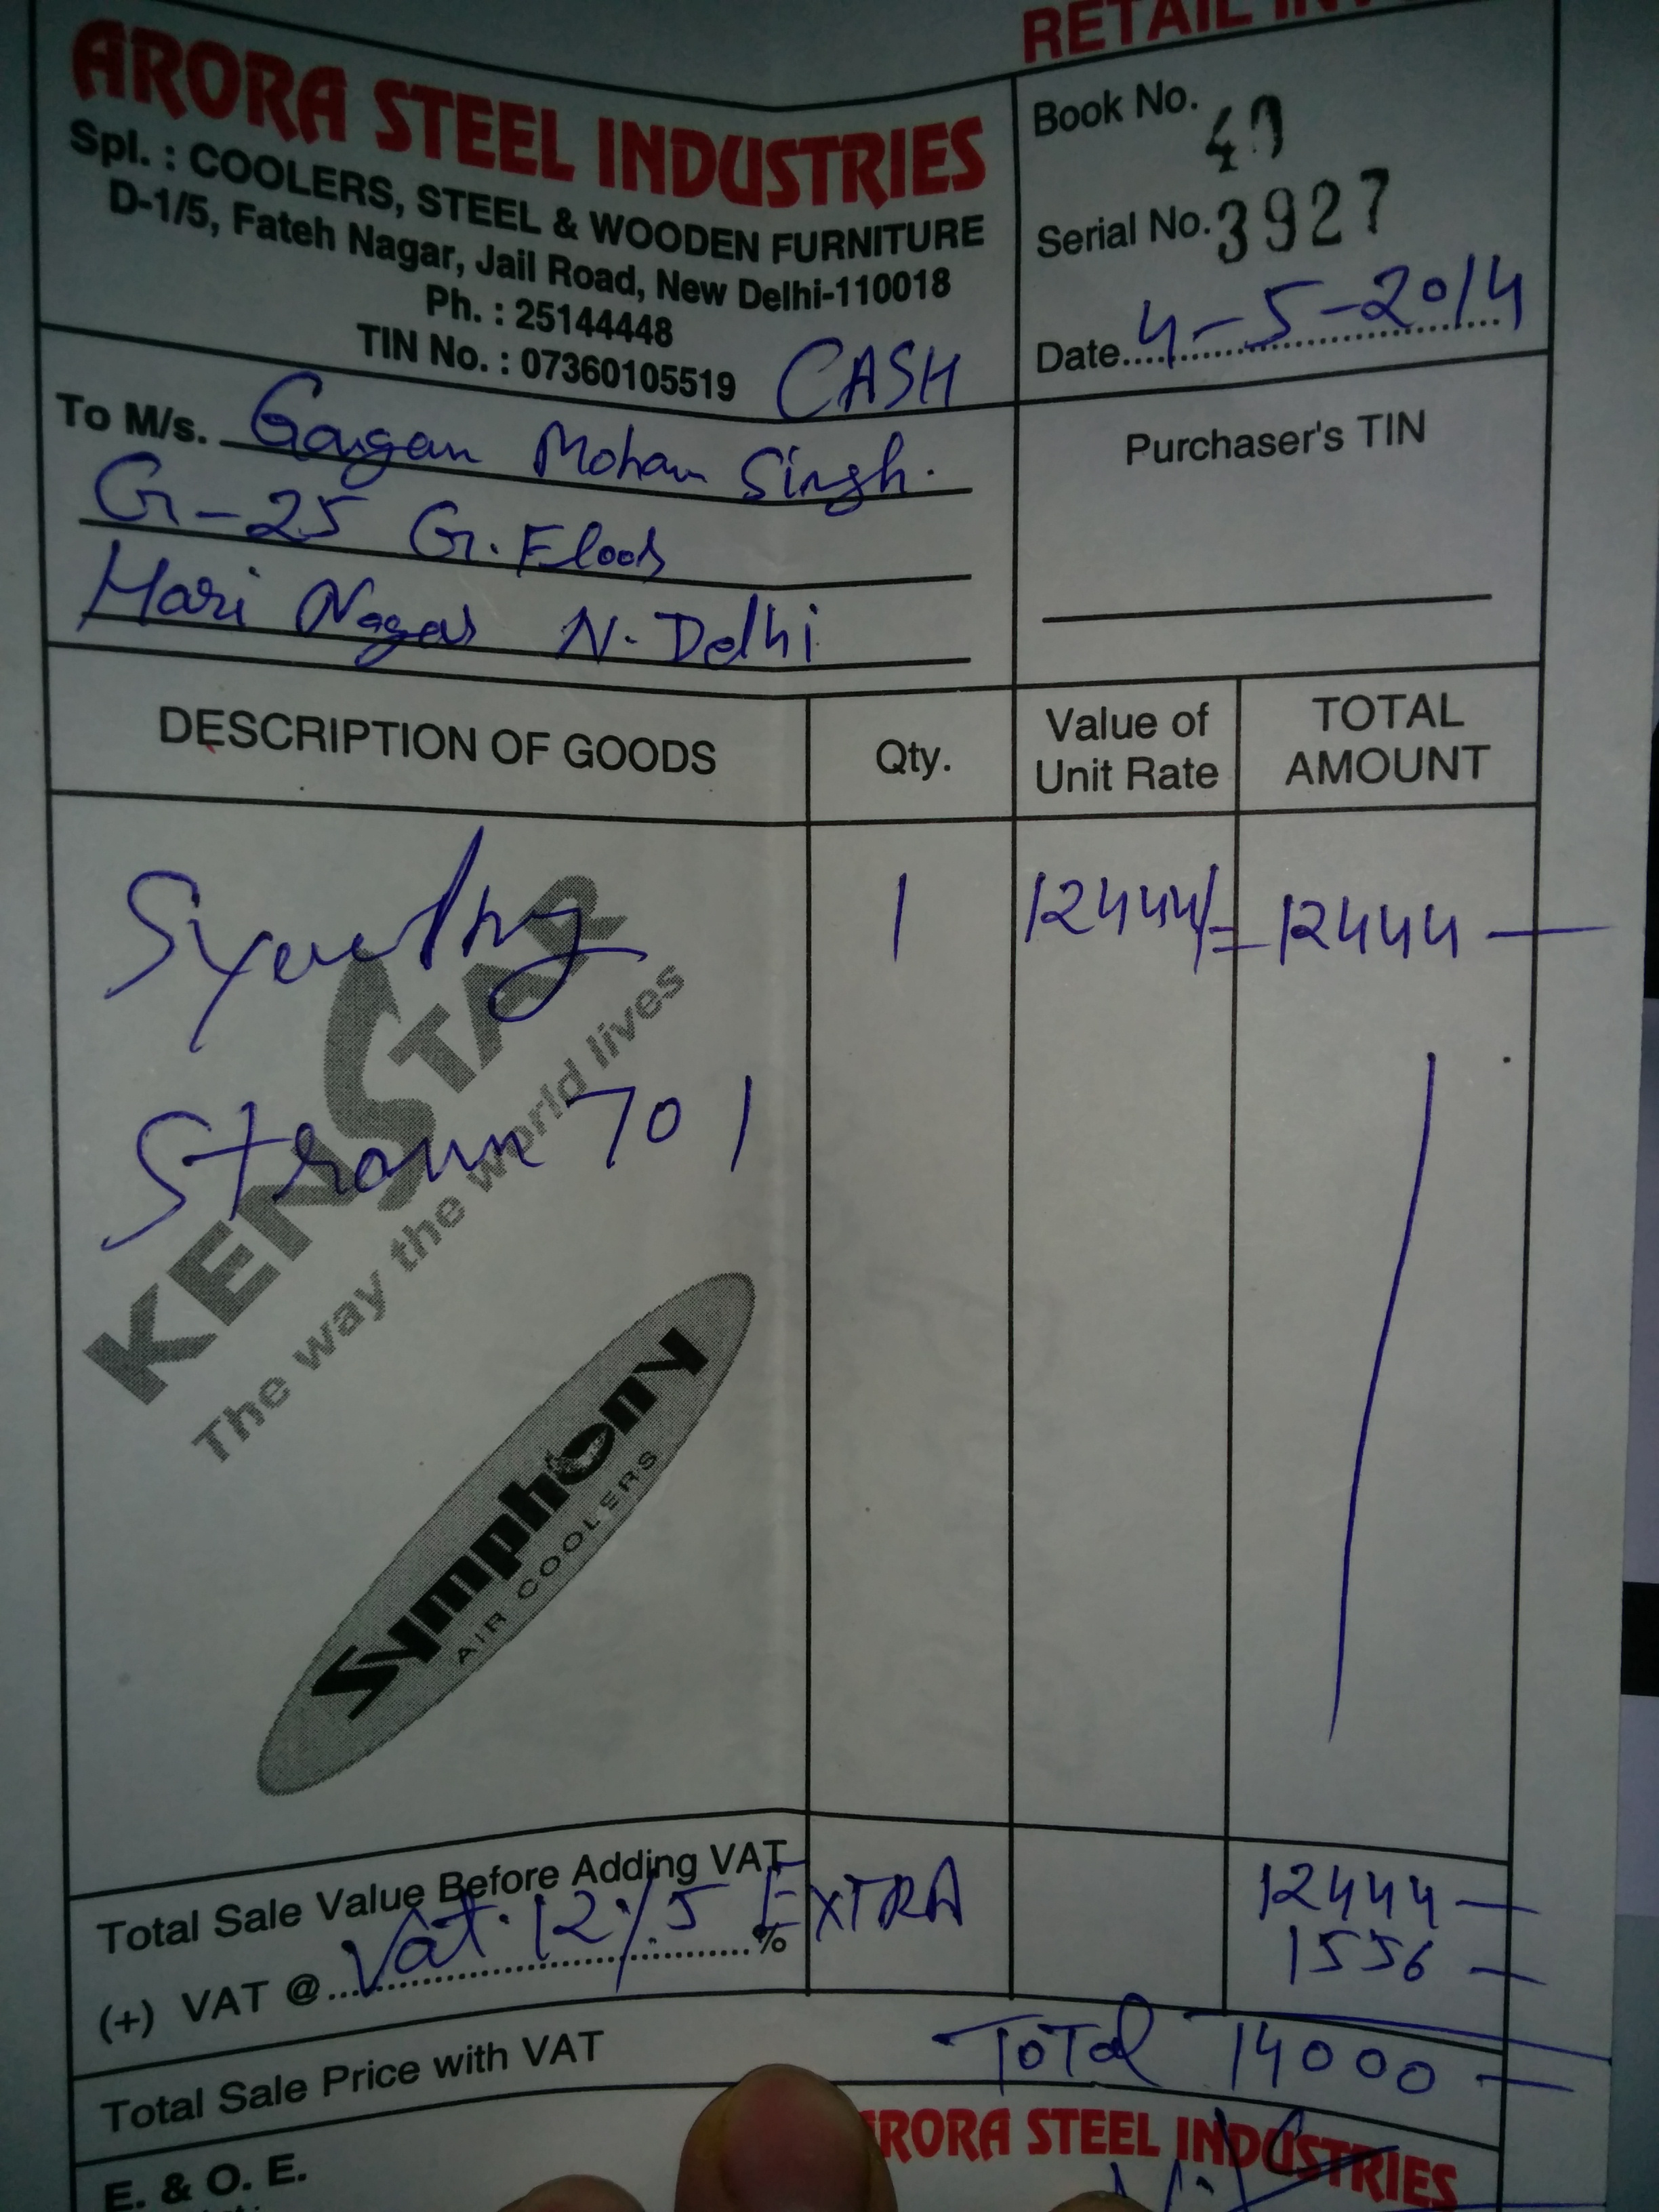 RETAIL
ARORA STEEL INDUSTRIES
Spl. : COOLERS, STEEL & WOODEN FURNITURE
D-1/5, Fateh Nagar, Jail Road, New Delhi-110018
Ph. : 25144448
TIN No. : 07360105519 CASH
Book No.
Serial No. 3927
Date 4-5-2014
To M/s. Gagan Mohan Singh.
G-25 G. Floor
Hari Nagar N. Delhi
Purchaser's TIN
DESCRIPTION OF GOODS Qty. Value of Unit Rate TOTAL AMOUNT
1 12444/= 12444 —
701
KENSTAR
The way the world lives
Symphony
AIR COOLERS
Total Sale Value Before Adding VAT 12444 —
(+) VAT @ Vat. 12%.5 % EXTRA 1556 —
Total Sale Price with VAT Total 14000 —
ARORA STEEL INDUSTRIES
E. & O. E.